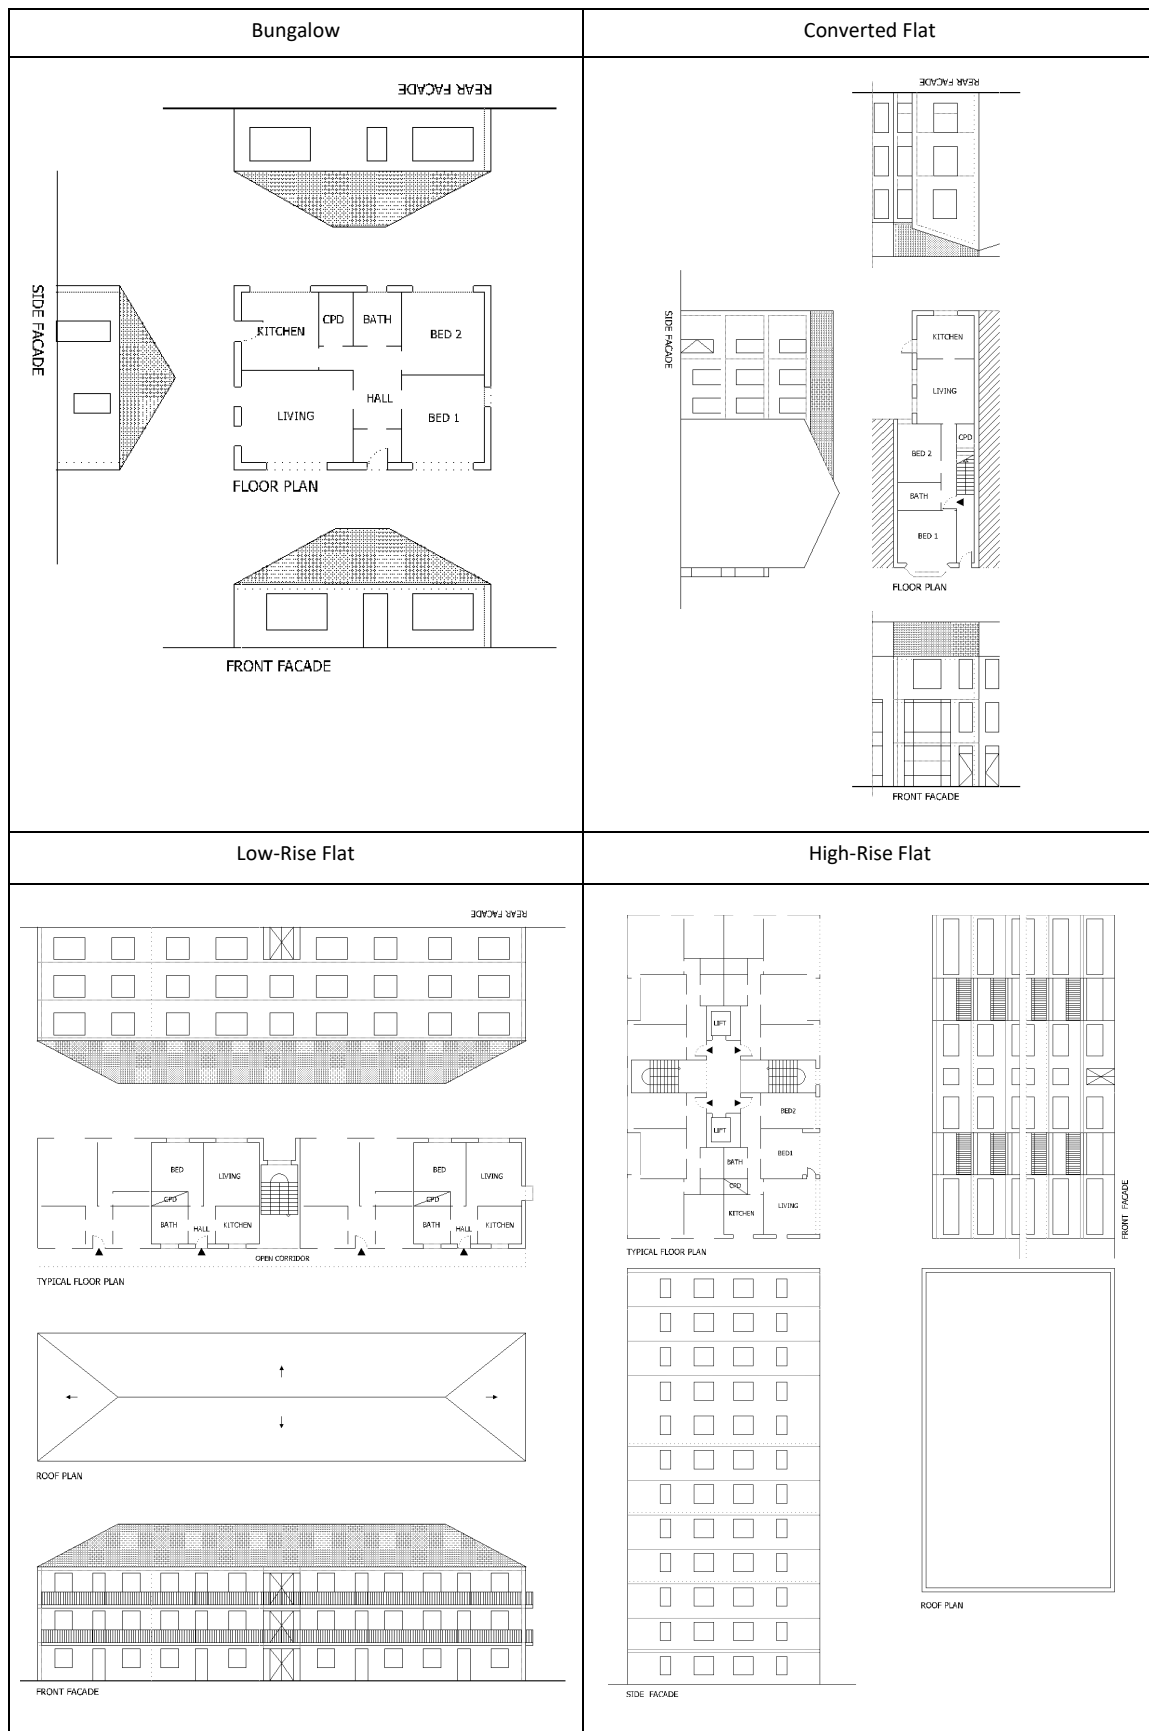 Bungalow
REAR FACADE
SIDE FACADE
KITCHEN
CPD
BATH
BED 2
HALL
LIVING
BED 1
FLOOR PLAN
FRONT FACADE
Converted Flat
REAR FACADE
SIDE FACADE
KITCHEN
LIVING
CPD
BED 2
BATH
BED 1
FLOOR PLAN
FRONT FACADE
Low-Rise Flat
REAR FACADE
BED
LIVING
BED
LIVING
CPD
CPD
BATH
HALL
KITCHEN
BATH
HALL
KITCHEN
OPEN CORRIDOR
TYPICAL FLOOR PLAN
ROOF PLAN
FRONT FACADE
High-Rise Flat
LIFT
BED2
LIFT
BATH
BED1
CPD
KITCHEN
LIVING
TYPICAL FLOOR PLAN
FRONT FACADE
SIDE FACADE
ROOF PLAN